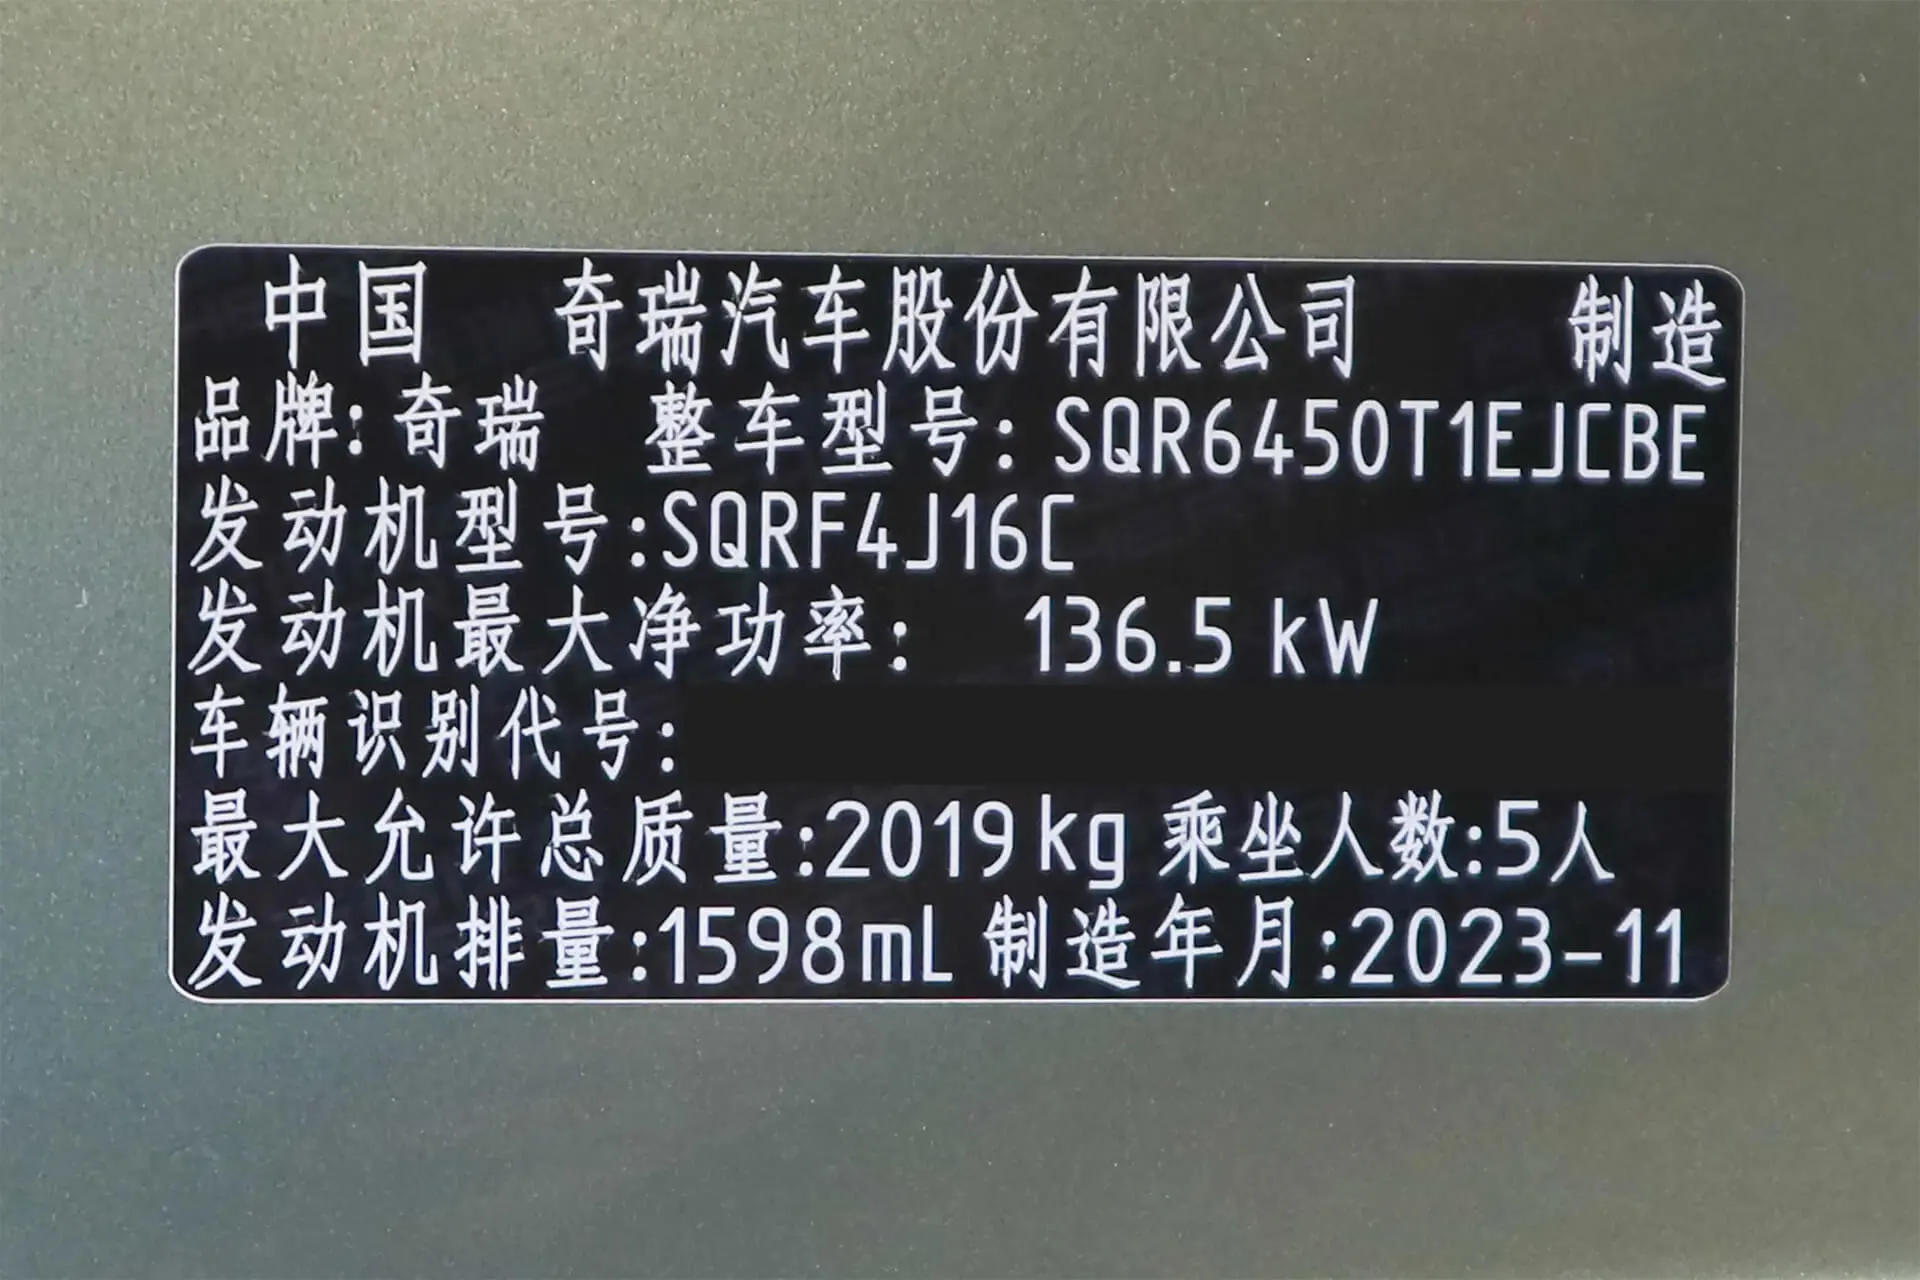 中国 奇瑞汽车股份有限公司 制造
品牌:奇瑞 整车型号:SQR6450T1EJCBE
发动机型号:SQRF4J16C
发动机最大净功率: 136.5 kW
车辆识别代号:
最大允许总质量:2019kg 乘坐人数:5人
发动机排量:1598mL 制造年月:2023-11